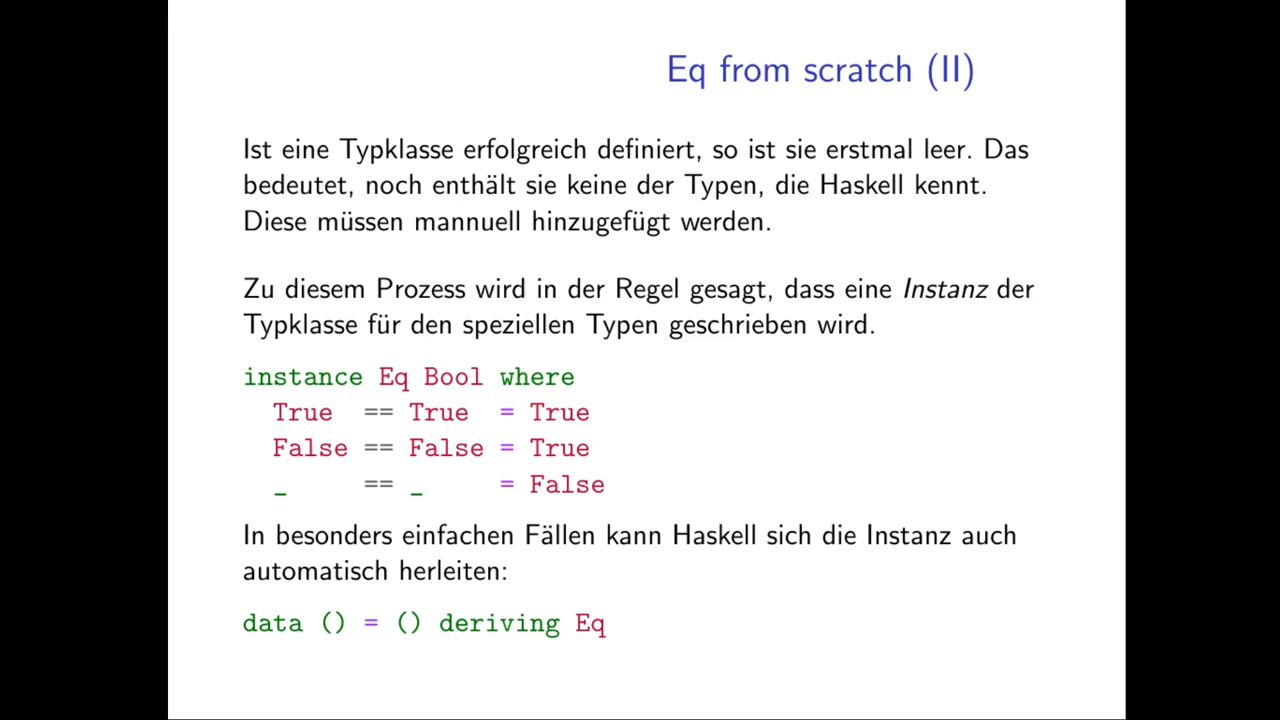 Eq from scratch (II)
Ist eine Typklasse erfolgreich definiert, so ist sie erstmal leer. Das
bedeutet, noch enthält sie keine der Typen, die Haskell kennt.
Diese müssen mannuell hinzugefügt werden.
Zu diesem Prozess wird in der Regel gesagt, dass eine Instanz der
Typklasse für den speziellen Typen geschrieben wird.
instance Eq Bool where
  True  == True  = True
  False == False = True
  _     == _     = False
In besonders einfachen Fällen kann Haskell sich die Instanz auch
automatisch herleiten:
data () = () deriving Eq